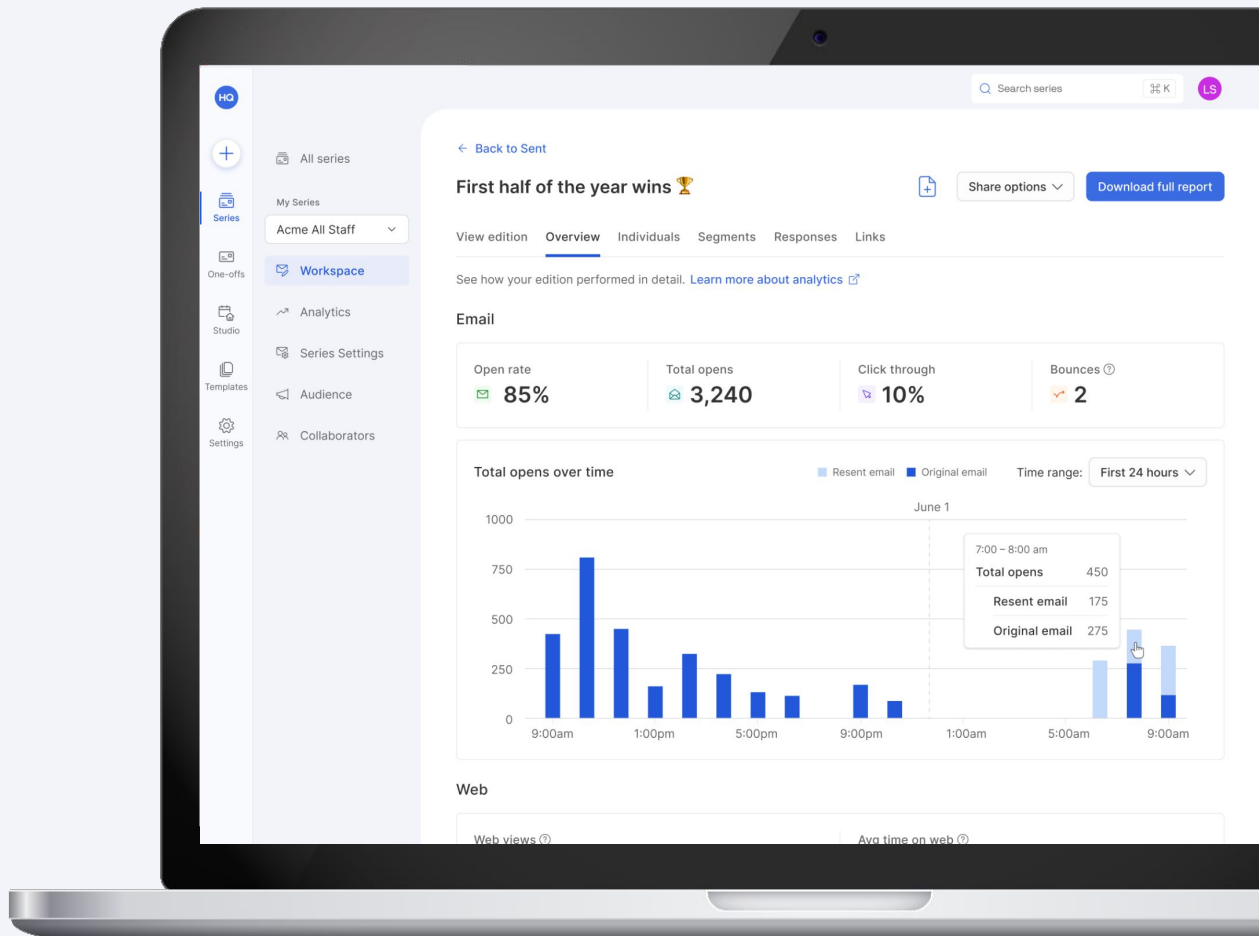 HQ
Search series
⌘ K
LS
Series
One-offs
Studio
Templates
Settings
All series
My Series
Acme All Staff
Workspace
Analytics
Series Settings
Audience
Collaborators
← Back to Sent
First half of the year wins 🏆
Share options
Download full report
View edition Overview Individuals Segments Responses Links
See how your edition performed in detail. Learn more about analytics
Email
Open rate
85%
Total opens
3,240
Click through
10%
Bounces
2
Total opens over time
Resent email Original email
Time range: First 24 hours
June 1
1000
750
500
250
0
7:00 – 8:00 am
Total opens 450
Resent email 175
Original email 275
9:00am 1:00pm 5:00pm 9:00pm 1:00am 5:00am 9:00am
Web
Web views
Avg time on web